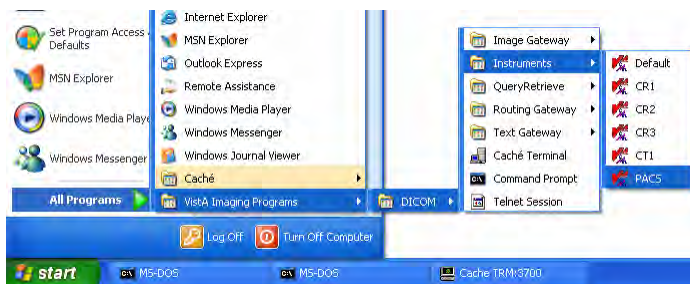 Set Program Access
Defaults
MSN Explorer
Windows Media Playe
Windows Messenger
All Programs
Internet Explorer
MSN Explorer
Outlook Express
Remote Assistance
Windows Media Player
Windows Messenger
Windows Journal Viewer
Caché
VistA Imaging Programs
DICOM
Image Gateway
Instruments
QueryRetrieve
Routing Gateway
Text Gateway
Caché Terminal
Command Prompt
Telnet Session
Default
CR1
CR2
CR3
CT1
PACS
Log Off
Turn Off Computer
start
MS-DOS
MS-DOS
Cache TRM:3700